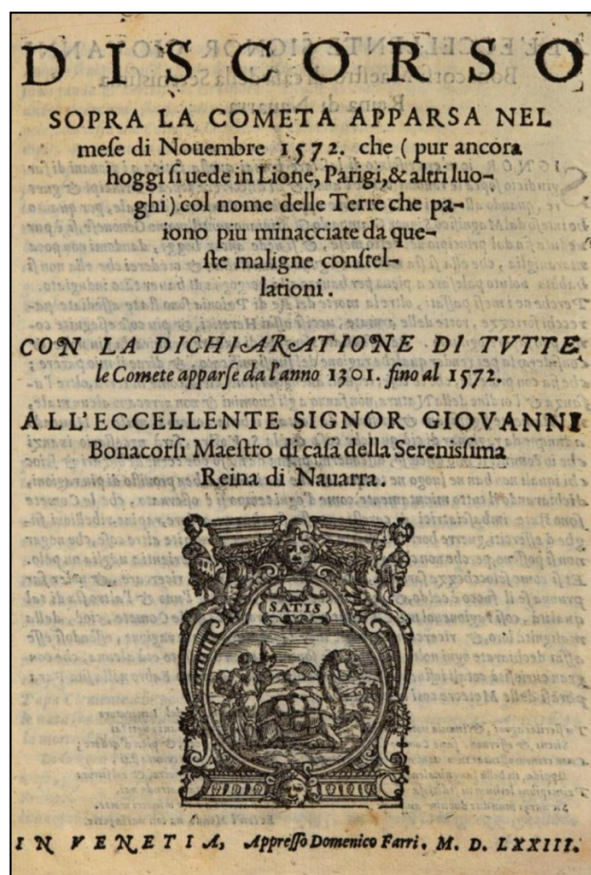 DISCORSO
SOPRA LA COMETA APPARSA NEL
meſe di Nouembre 1572. che ( pur ancora
hoggi ſi uede in Lione, Parigi, & altri luo-
ghi) col nome delle Terre che pa-
iono piu minacciate da que-
ſte maligne conſtel-
lationi.
CON LA DICHIARATIONE DI TVTTE
le Comete apparſe da l'anno 1301. fino al 1572.
ALL'ECCELLENTE SIGNOR GIOVANNI
Bonacorſi Maeſtro di caſa della Sereniſsima
Reina di Nauarra.
SATIS
IN VENETIA, Appreſſo Domenico Farri. M. D. LXXIII.